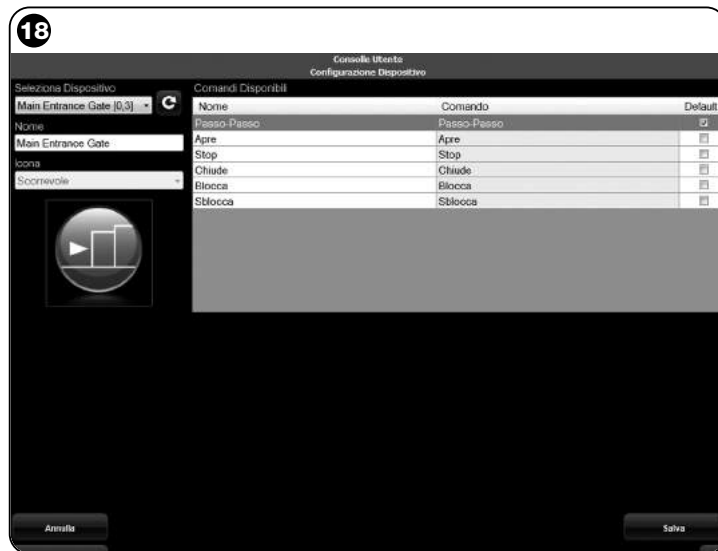 18
Consolle Utente
Configurazione Dispositivo
Seleziona Dispositivo
Main Entrance Gate [0,3]
Nome
Main Entrance Gate
Icona
Scorrevole
Comandi Disponibili
Nome Comando Default
Passo-Passo Passo-Passo
Apre Apre
Stop Stop
Chiude Chiude
Blocca Blocca
Sblocca Sblocca
Annulla Salva